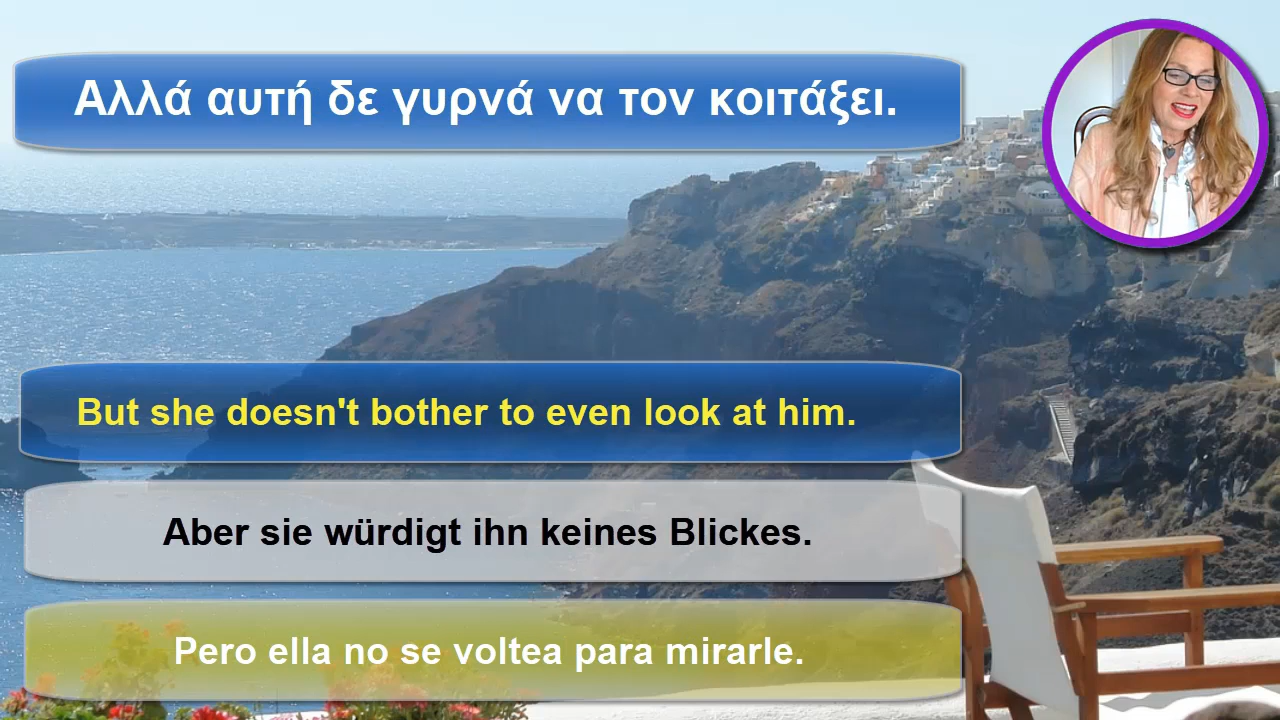 Αλλά αυτή δε γυρνά να τον κοιτάξει.
But she doesn't bother to even look at him.
Aber sie würdigt ihn keines Blickes.
Pero ella no se voltea para mirarle.